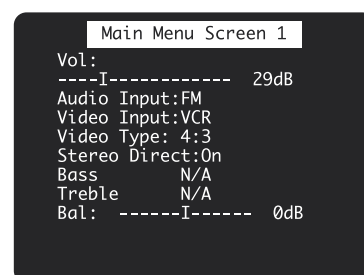 Main Menu Screen 1
Vol:
----I------------ 29dB
Audio Input:FM
Video Input:VCR
Video Type: 4:3
Stereo Direct:On
Bass N/A
Treble N/A
Bal: ------I------ 0dB